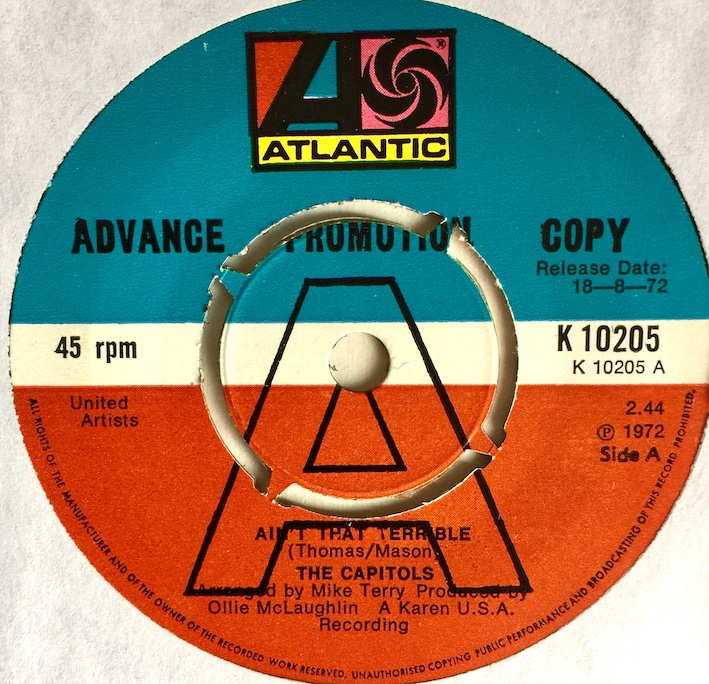 ATLANTIC
®
ADVANCE PROMOTION COPY
Release Date:
18—8—72
45 rpm
K 10205
K 10205 A
United
Artists
2.44
℗ 1972
Side A
A
AIN'T THAT TERRIBLE
(Thomas/Mason)
THE CAPITOLS
Arranged by Mike Terry Produced by
Ollie McLaughlin A Karen U.S.A.
Recording
ALL RIGHTS OF THE MANUFACTURER AND OF THE OWNER OF THE RECORDED WORK RESERVED. UNAUTHORISED COPYING PUBLIC PERFORMANCE AND BROADCASTING OF THIS RECORD PROHIBITED.